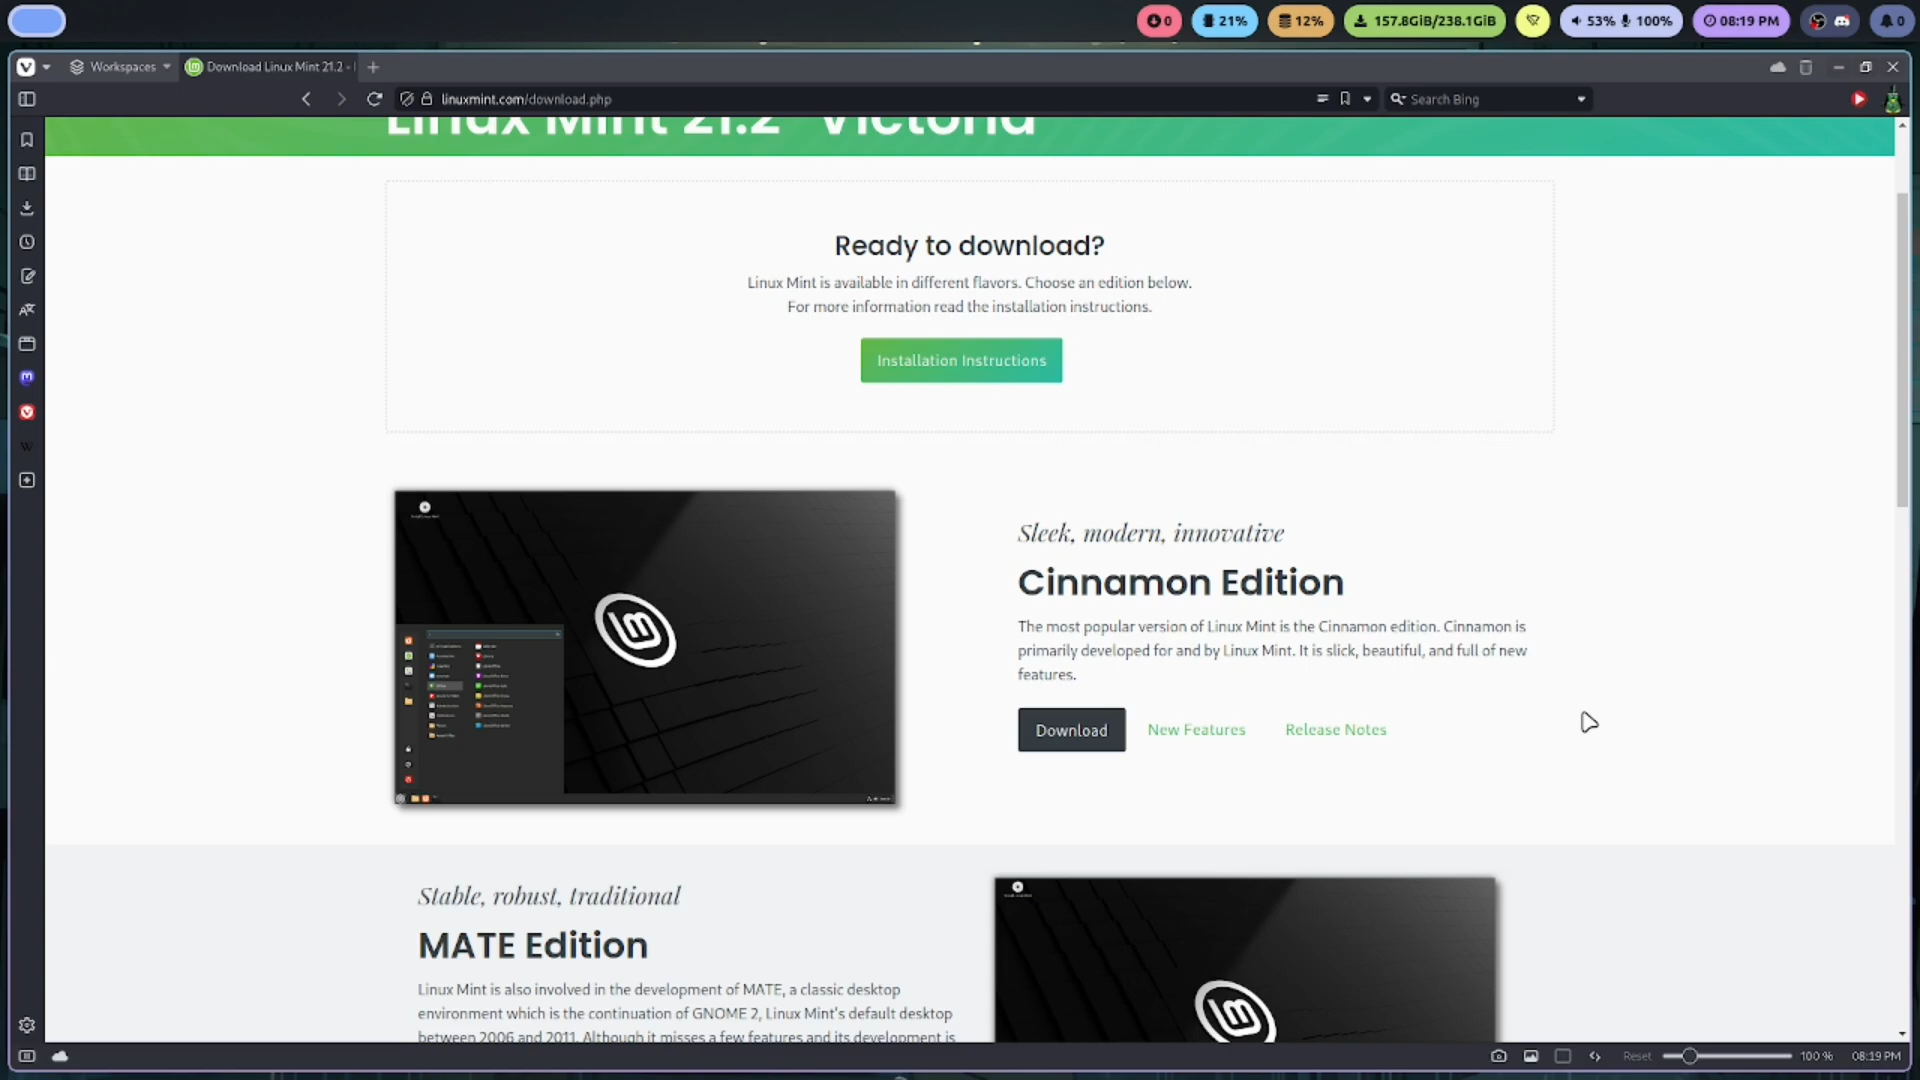 0
21%
12%
157.8GiB/238.1GiB
53% 100%
08:19 PM
0
Workspaces
Download Linux Mint 21.2 -
linuxmint.com/download.php
Search Bing
Linux Mint 21.2 "Victoria"
Ready to download?
Linux Mint is available in different flavors. Choose an edition below.
For more information read the installation instructions.
Installation Instructions
Sleek, modern, innovative
Cinnamon Edition
The most popular version of Linux Mint is the Cinnamon edition. Cinnamon is
primarily developed for and by Linux Mint. It is slick, beautiful, and full of new
features.
Download
New Features
Release Notes
Stable, robust, traditional
MATE Edition
Linux Mint is also involved in the development of MATE, a classic desktop
environment which is the continuation of GNOME 2, Linux Mint's default desktop
between 2006 and 2011. Although it misses a few features and its development is
Reset
100 %
08:19 PM